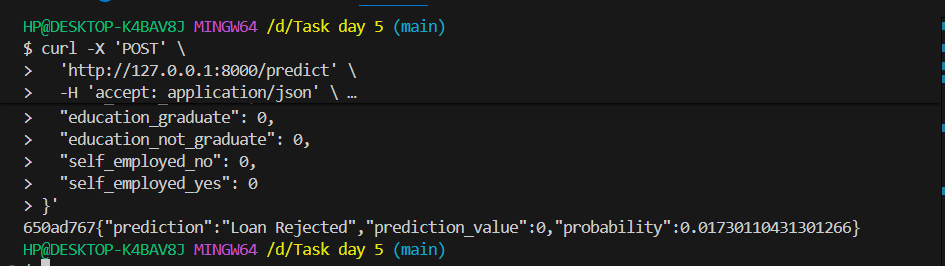 HP@DESKTOP-K4BAV8J MINGW64 /d/Task day 5 (main)
$ curl -X 'POST' \
>   'http://127.0.0.1:8000/predict' \
>   -H 'accept: application/json' \ …
>   "education_graduate": 0,
>   "education_not_graduate": 0,
>   "self_employed_no": 0,
>   "self_employed_yes": 0
> }'
650ad767{"prediction":"Loan Rejected","prediction_value":0,"probability":0.01730110431301266}
HP@DESKTOP-K4BAV8J MINGW64 /d/Task day 5 (main)